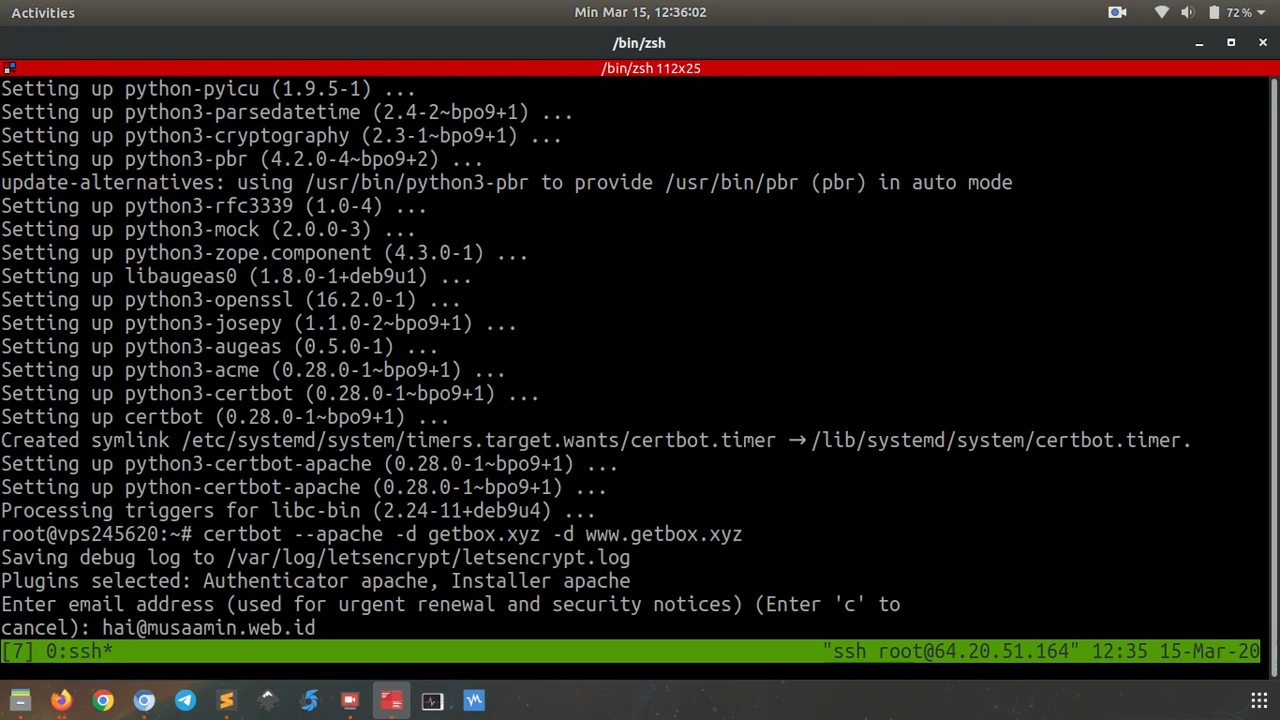 Activities
Min Mar 15, 12:36:02
72%
/bin/zsh
/bin/zsh 112x25
Setting up python-pyicu (1.9.5-1) ...
Setting up python3-parsedatetime (2.4-2~bpo9+1) ...
Setting up python3-cryptography (2.3-1~bpo9+1) ...
Setting up python3-pbr (4.2.0-4~bpo9+2) ...
update-alternatives: using /usr/bin/python3-pbr to provide /usr/bin/pbr (pbr) in auto mode
Setting up python3-rfc3339 (1.0-4) ...
Setting up python3-mock (2.0.0-3) ...
Setting up python3-zope.component (4.3.0-1) ...
Setting up libaugeas0 (1.8.0-1+deb9u1) ...
Setting up python3-openssl (16.2.0-1) ...
Setting up python3-josepy (1.1.0-2~bpo9+1) ...
Setting up python3-augeas (0.5.0-1) ...
Setting up python3-acme (0.28.0-1~bpo9+1) ...
Setting up python3-certbot (0.28.0-1~bpo9+1) ...
Setting up certbot (0.28.0-1~bpo9+1) ...
Created symlink /etc/systemd/system/timers.target.wants/certbot.timer → /lib/systemd/system/certbot.timer.
Setting up python3-certbot-apache (0.28.0-1~bpo9+1) ...
Setting up python-certbot-apache (0.28.0-1~bpo9+1) ...
Processing triggers for libc-bin (2.24-11+deb9u4) ...
root@vps245620:~# certbot --apache -d getbox.xyz -d www.getbox.xyz
Saving debug log to /var/log/letsencrypt/letsencrypt.log
Plugins selected: Authenticator apache, Installer apache
Enter email address (used for urgent renewal and security notices) (Enter 'c' to
cancel): hai@musaamin.web.id
[7] 0:ssh* "ssh root@64.20.51.164" 12:35 15-Mar-20